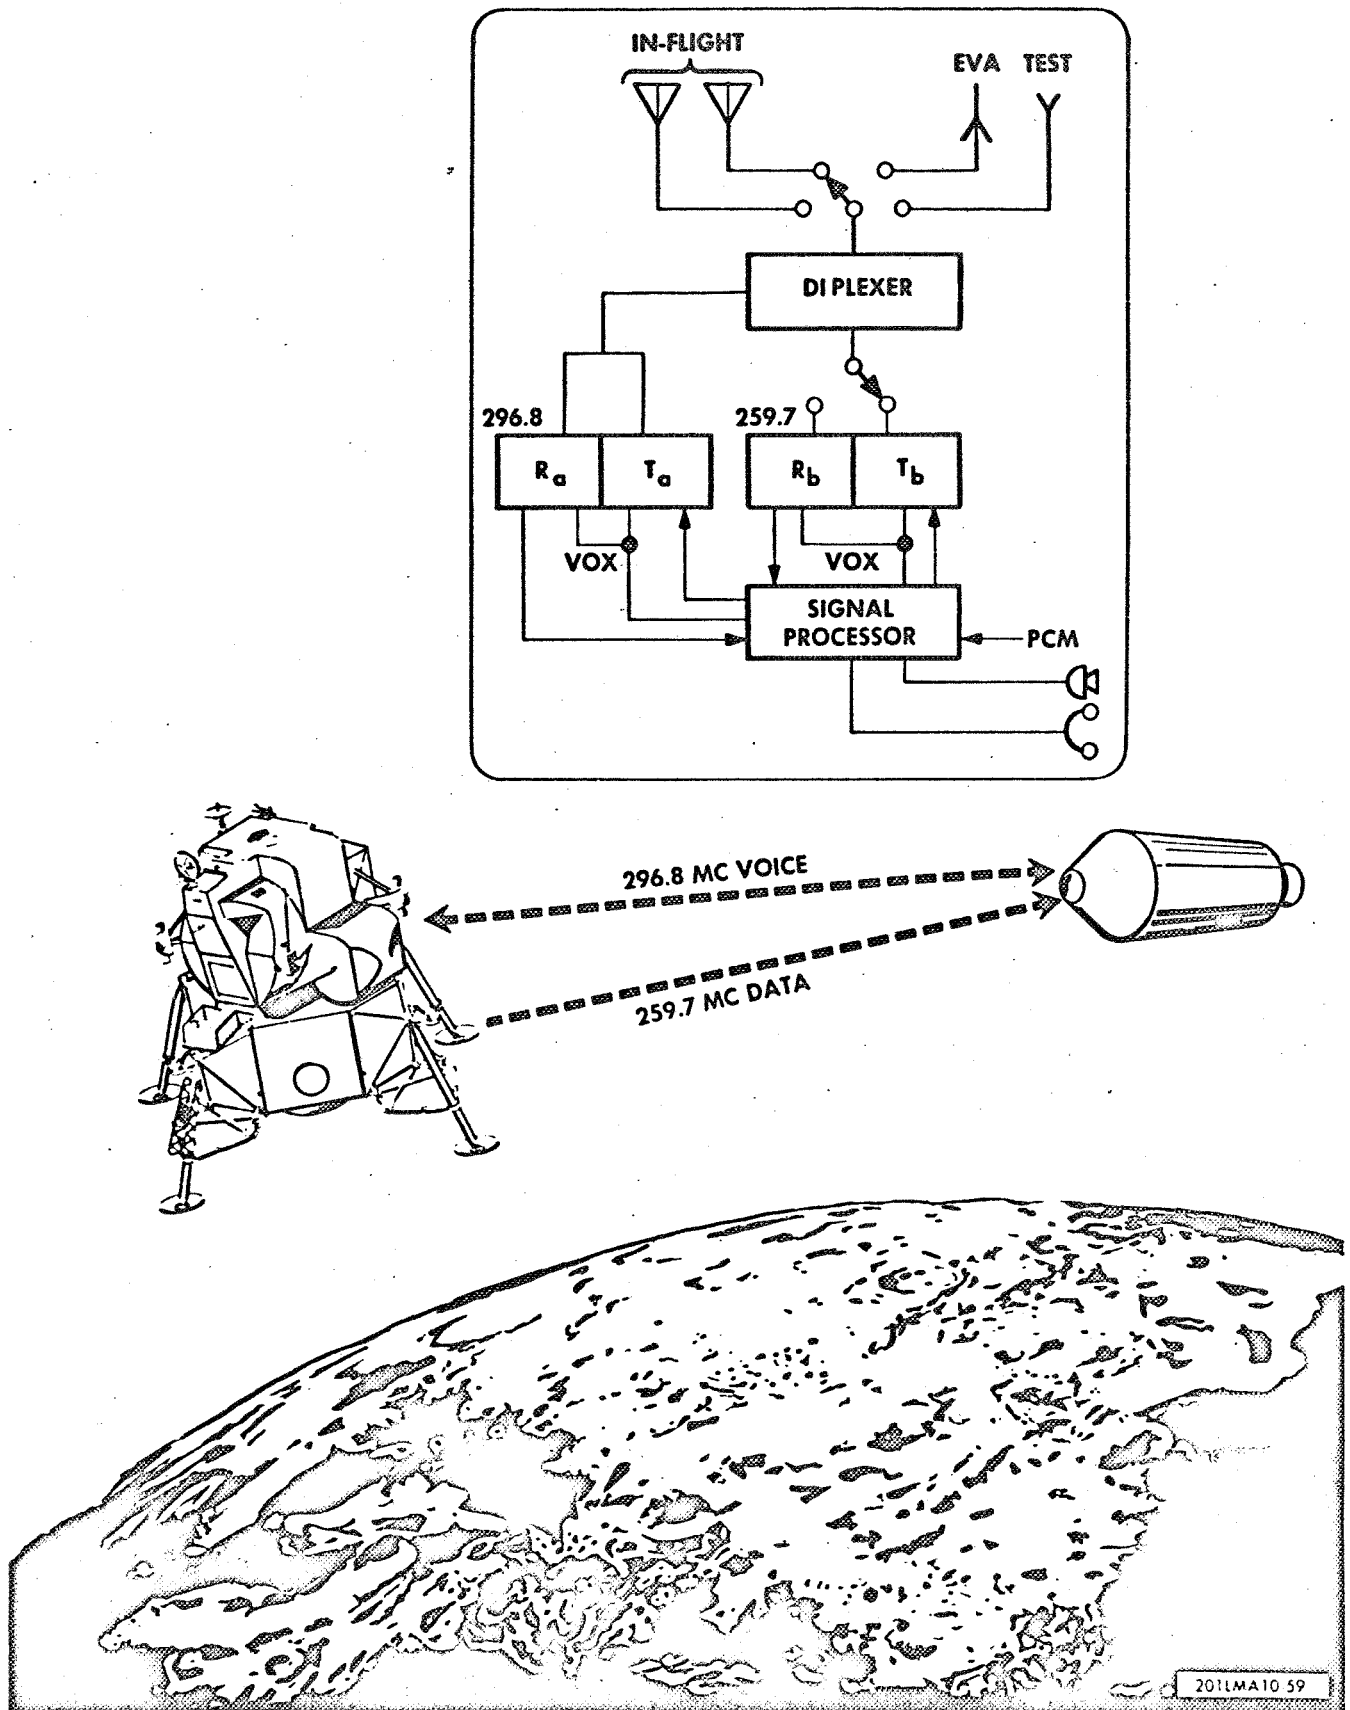 IN-FLIGHT
EVA TEST
DIPLEXER
296.8
259.7
Ra Ta
Rb Tb
VOX
VOX
SIGNAL
PROCESSOR
PCM
296.8 MC VOICE
259.7 MC DATA
201LMA10 59